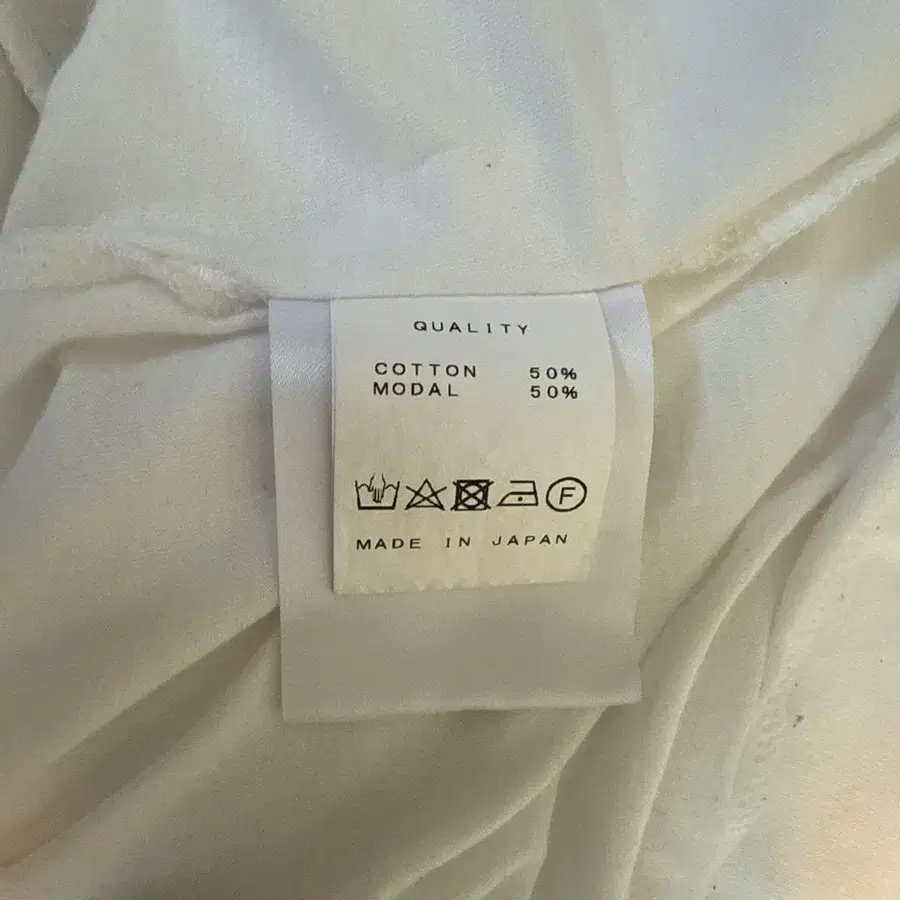 QUALITY
COTTON 50%
MODAL 50%
F
MADE IN JAPAN